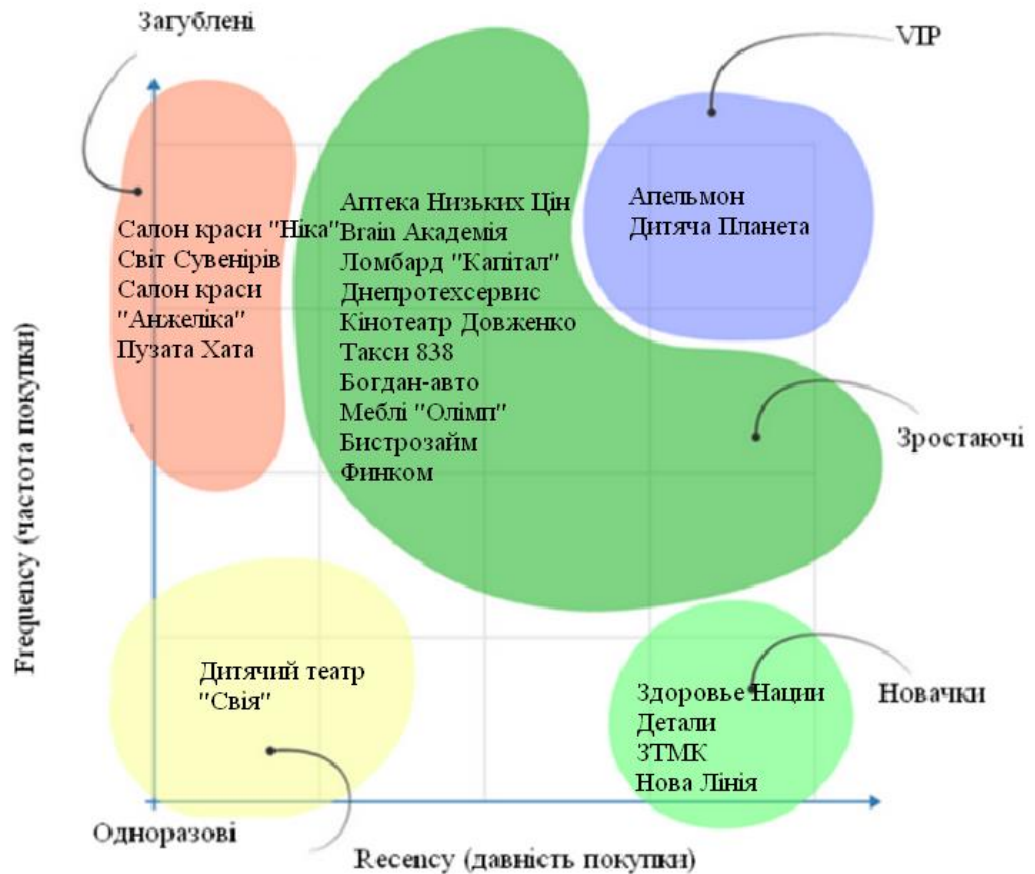 Загублені
VIP
Салон краси "Ніка"
Світ Сувенірів
Салон краси
"Анжеліка"
Пузата Хата
Аптека Низьких Цін
Brain Академія
Ломбард "Капітал"
Днепротехсервис
Кінотеатр Довженко
Такси 838
Богдан-авто
Меблі "Олімп"
Бистрозайм
Финком
Апельмон
Дитяча Планета
Зростаючі
Frequency (частота покупки)
Дитячий театр
"Свія"
Здоровье Нации
Детали
ЗТМК
Нова Лінія
Новачки
Одноразові
Recency (давність покупки)